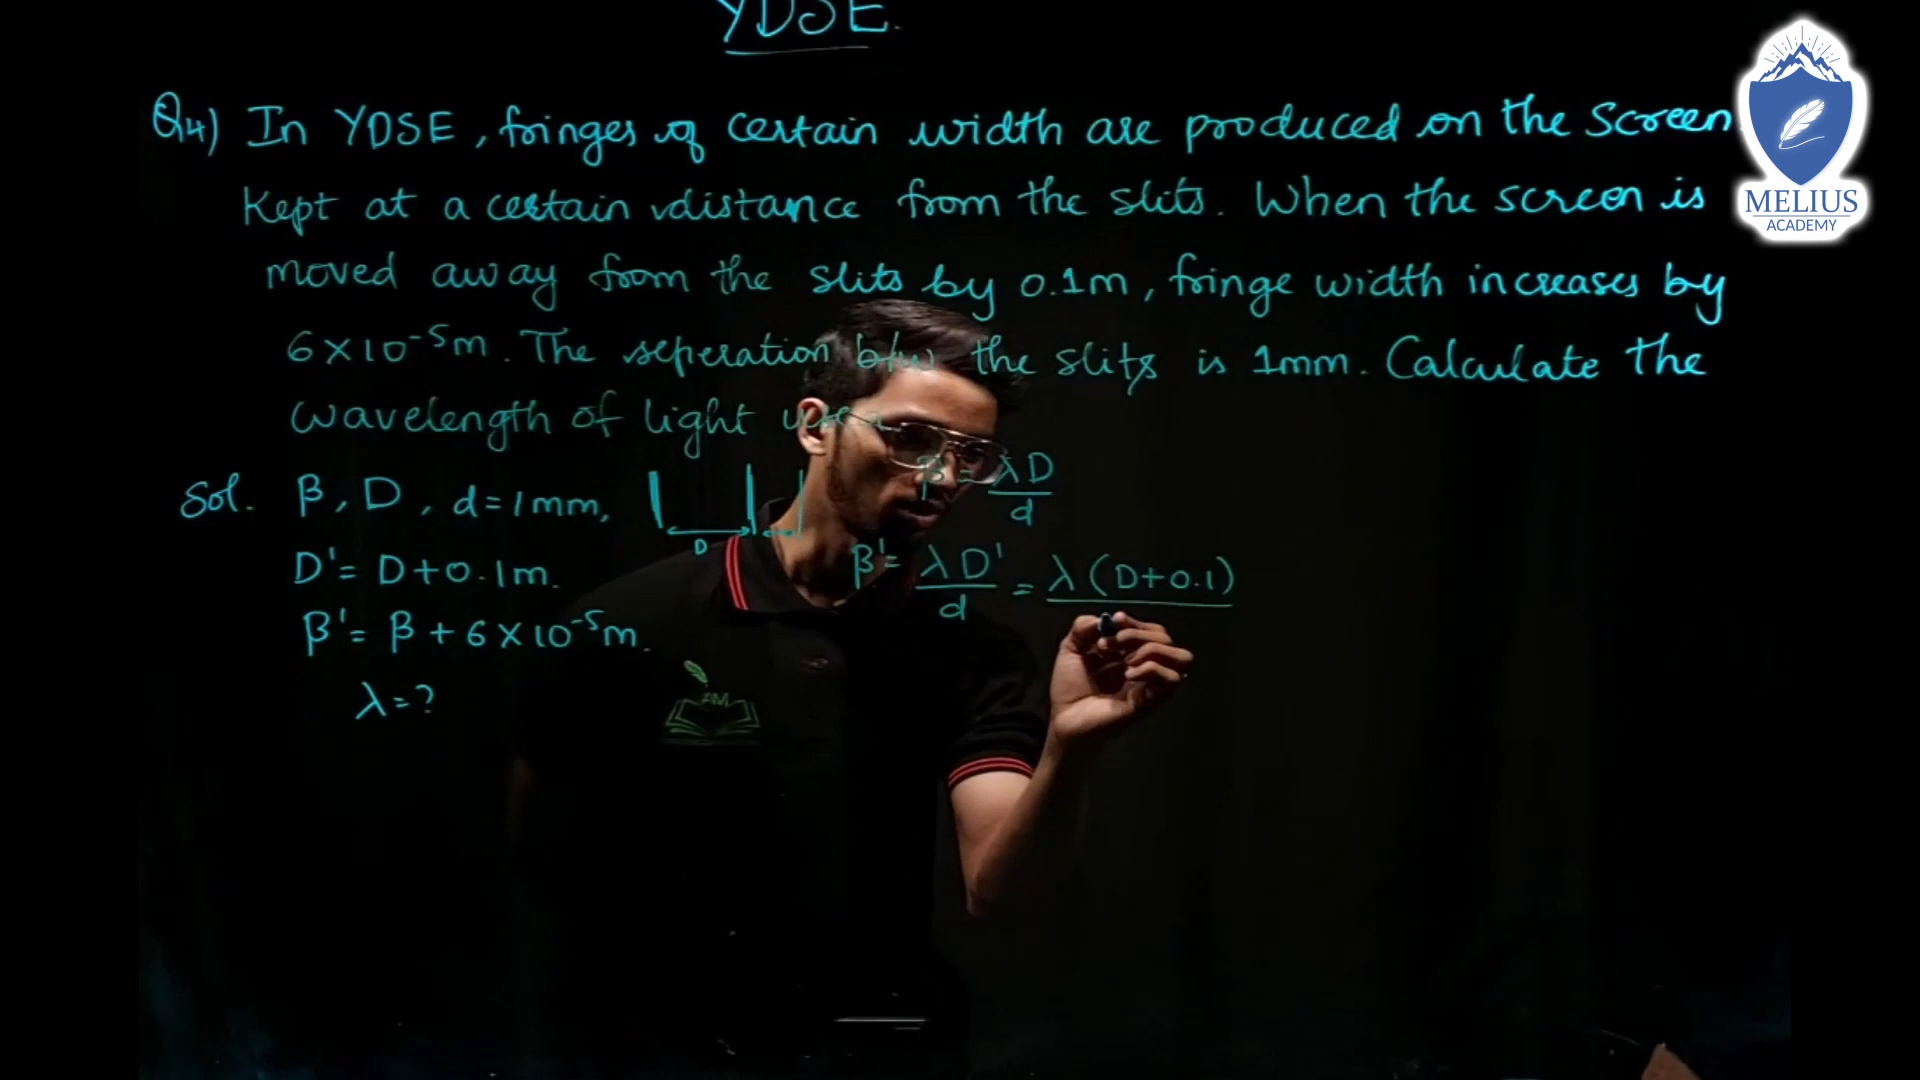 YDSE.
Q4) In YDSE, fringes of certain width are produced on the screen
Kept at a certain distance from the slits. When the screen is
moved away from the slits by 0.1m, fringe width increases by
6×10⁻⁵m. The seperation b/w the slits is 1mm. Calculate the
wavelength of light
Sol. β, D, d=1mm,
D
D'= D+0.1m.
β'= β + 6×10⁻⁵m.
λ=?
β = λD/d
β'= λD'/d = λ(D+0.1)
AM
MELIUS
ACADEMY